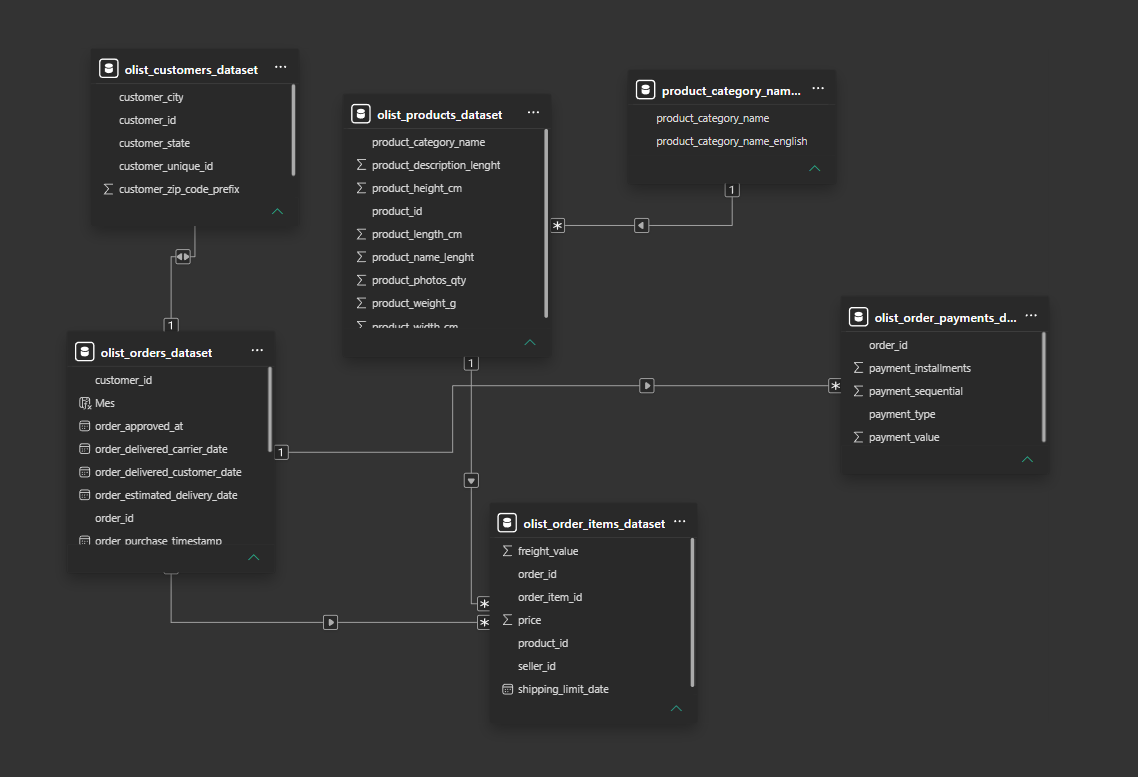 olist_customers_dataset ...
customer_city
customer_id
customer_state
customer_unique_id
∑ customer_zip_code_prefix
olist_products_dataset ...
product_category_name
∑ product_description_lenght
∑ product_height_cm
product_id
∑ product_length_cm
∑ product_name_lenght
∑ product_photos_qty
∑ product_weight_g
∑ product_width_cm
product_category_nam... ...
product_category_name
product_category_name_english
1
*
1
olist_orders_dataset ...
customer_id
Mes
order_approved_at
order_delivered_carrier_date
order_delivered_customer_date
order_estimated_delivery_date
order_id
order_purchase_timestamp
1
1
*
olist_order_payments_d... ...
order_id
∑ payment_installments
∑ payment_sequential
payment_type
∑ payment_value
olist_order_items_dataset ...
∑ freight_value
order_id
order_item_id
∑ price
product_id
seller_id
shipping_limit_date
*
*